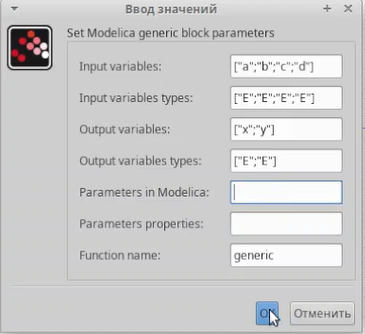 Ввод значений
Set Modelica generic block parameters
Input variables: ["a";"b";"c";"d"]
Input variables types: ["E";"E";"E";"E"]
Output variables: ["x";"y"]
Output variables types: ["E";"E"]
Parameters in Modelica:
Parameters properties:
Function name: generic
Отменить